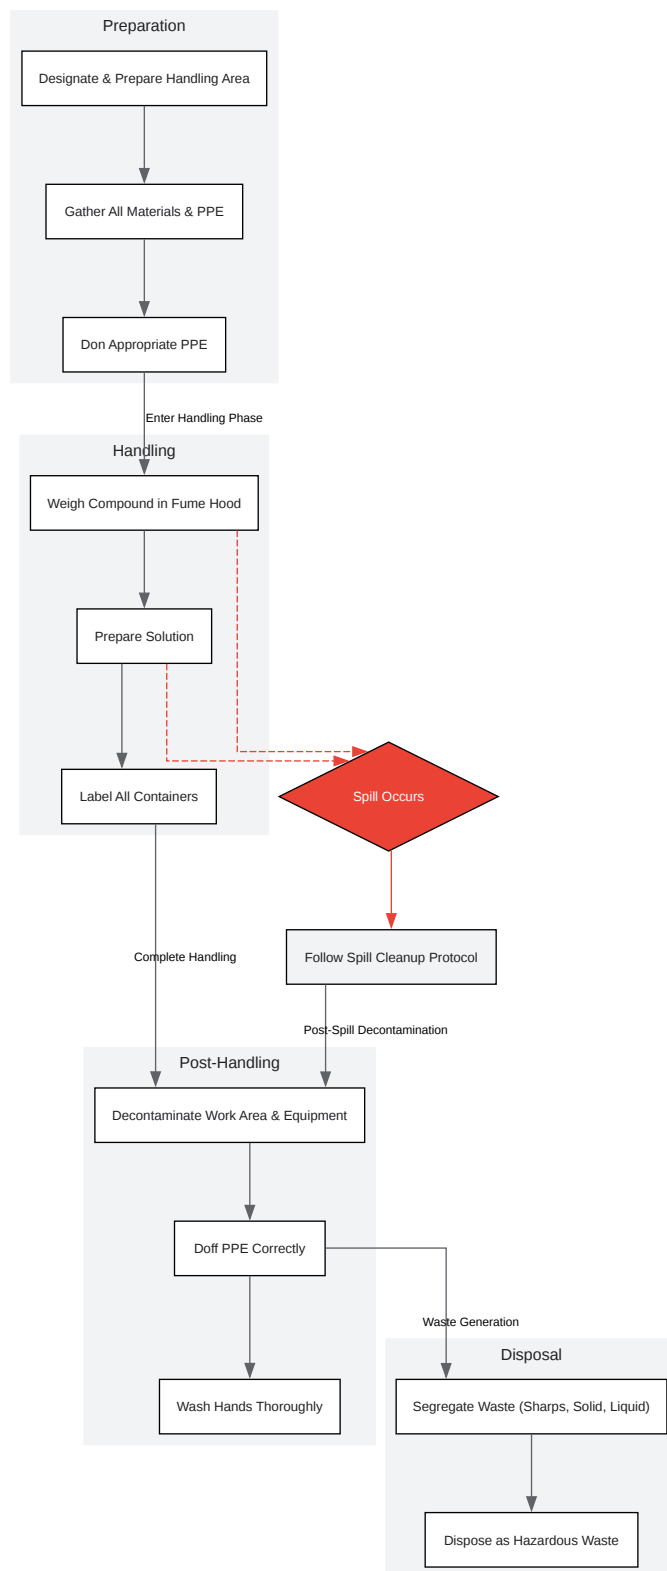 Preparation
Designate & Prepare Handling Area
Gather All Materials & PPE
Don Appropriate PPE
Enter Handling Phase
Handling
Weigh Compound in Fume Hood
Prepare Solution
Label All Containers
Spill Occurs
Complete Handling
Follow Spill Cleanup Protocol
Post-Spill Decontamination
Post-Handling
Decontaminate Work Area & Equipment
Doff PPE Correctly
Waste Generation
Disposal
Wash Hands Thoroughly
Segregate Waste (Sharps, Solid, Liquid)
Dispose as Hazardous Waste